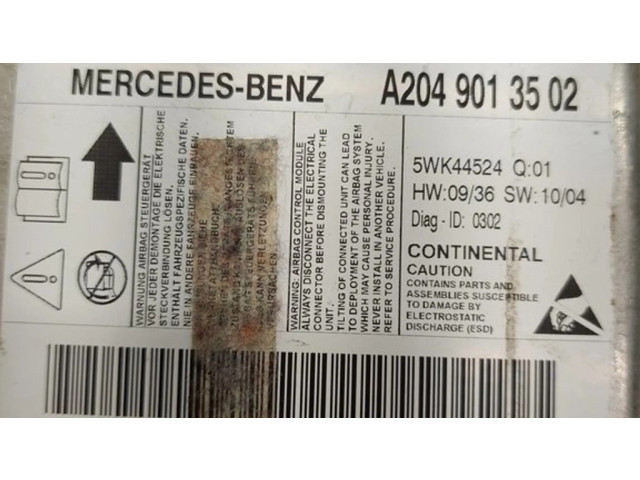 MERCEDES-BENZ
A204 901 35 02
WARNUNG AIRBAG STEUERGERÄT
VOR JEDER DEMONTAGE DIE ELEKTRISCHE
STECKVERBINDUNG LÖSEN.
ENTHÄLT FAHRZEUGSPEZIFISCHE DATEN.
NIE IN ANDERE FAHRZEUGE EINBAUEN.
KANN VERLETZUNGEN
WARNING: AIRBAG CONTROL MODULE
ALWAYS DISCONNECT THE ELECTRICAL
CONNECTOR BEFORE DISMOUNTING THE
UNIT.
TILTING OF CONNECTED UNIT CAN LEAD
TO DEPLOYMENT OF THE AIRBAG SYSTEM
WHICH MAY CAUSE PERSONAL INJURY.
NEVER INSTALL IN ANOTHER VEHICLE.
REFER TO SERVICE PROCEDURE.
5WK44524 Q:01
HW:09/36 SW:10/04
Diag - ID: 0302
CONTINENTAL
CAUTION
CONTAINS PARTS AND
ASSEMBLIES SUSCEPTIBLE
TO DAMAGE BY
ELECTROSTATIC
DISCHARGE (ESD)